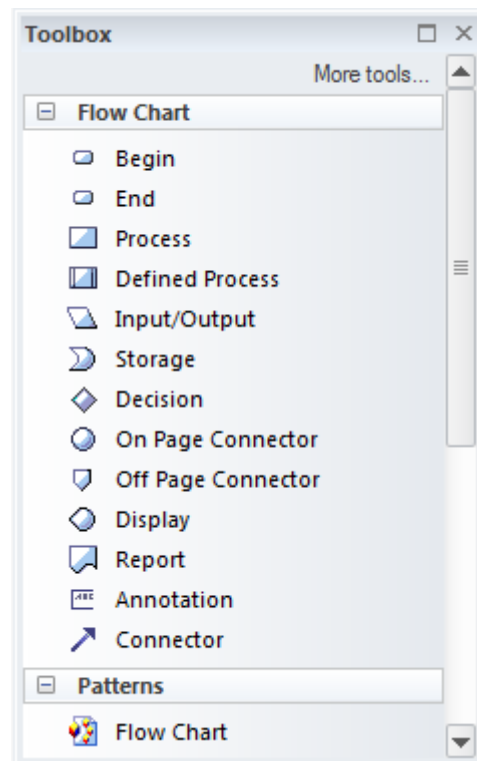 Toolbox
More tools...
Flow Chart
Begin
End
Process
Defined Process
Input/Output
Storage
Decision
On Page Connector
Off Page Connector
Display
Report
Annotation
Connector
Patterns
Flow Chart